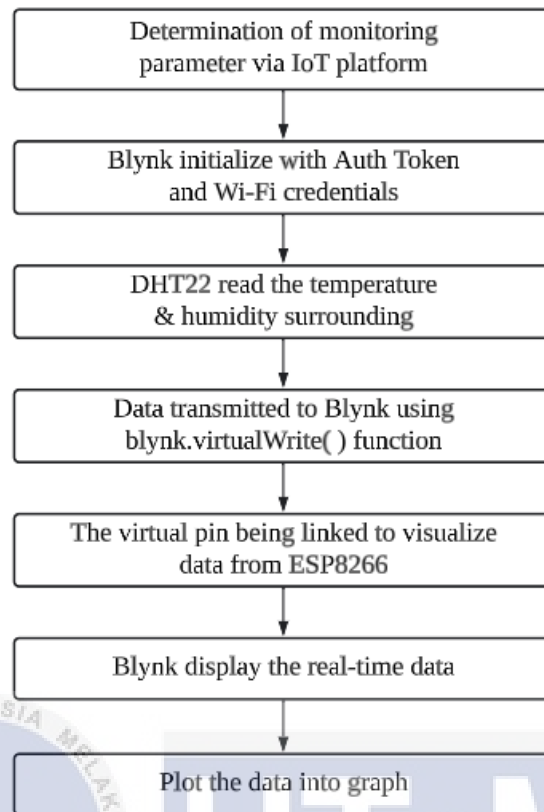 Determination of monitoring
parameter via IoT platform
Blynk initialize with Auth Token
and Wi-Fi credentials
DHT22 read the temperature
& humidity surrounding
Data transmitted to Blynk using
blynk.virtualWrite( ) function
The virtual pin being linked to visualize
data from ESP8266
Blynk display the real-time data
SIA MELAK
Plot the data into graph